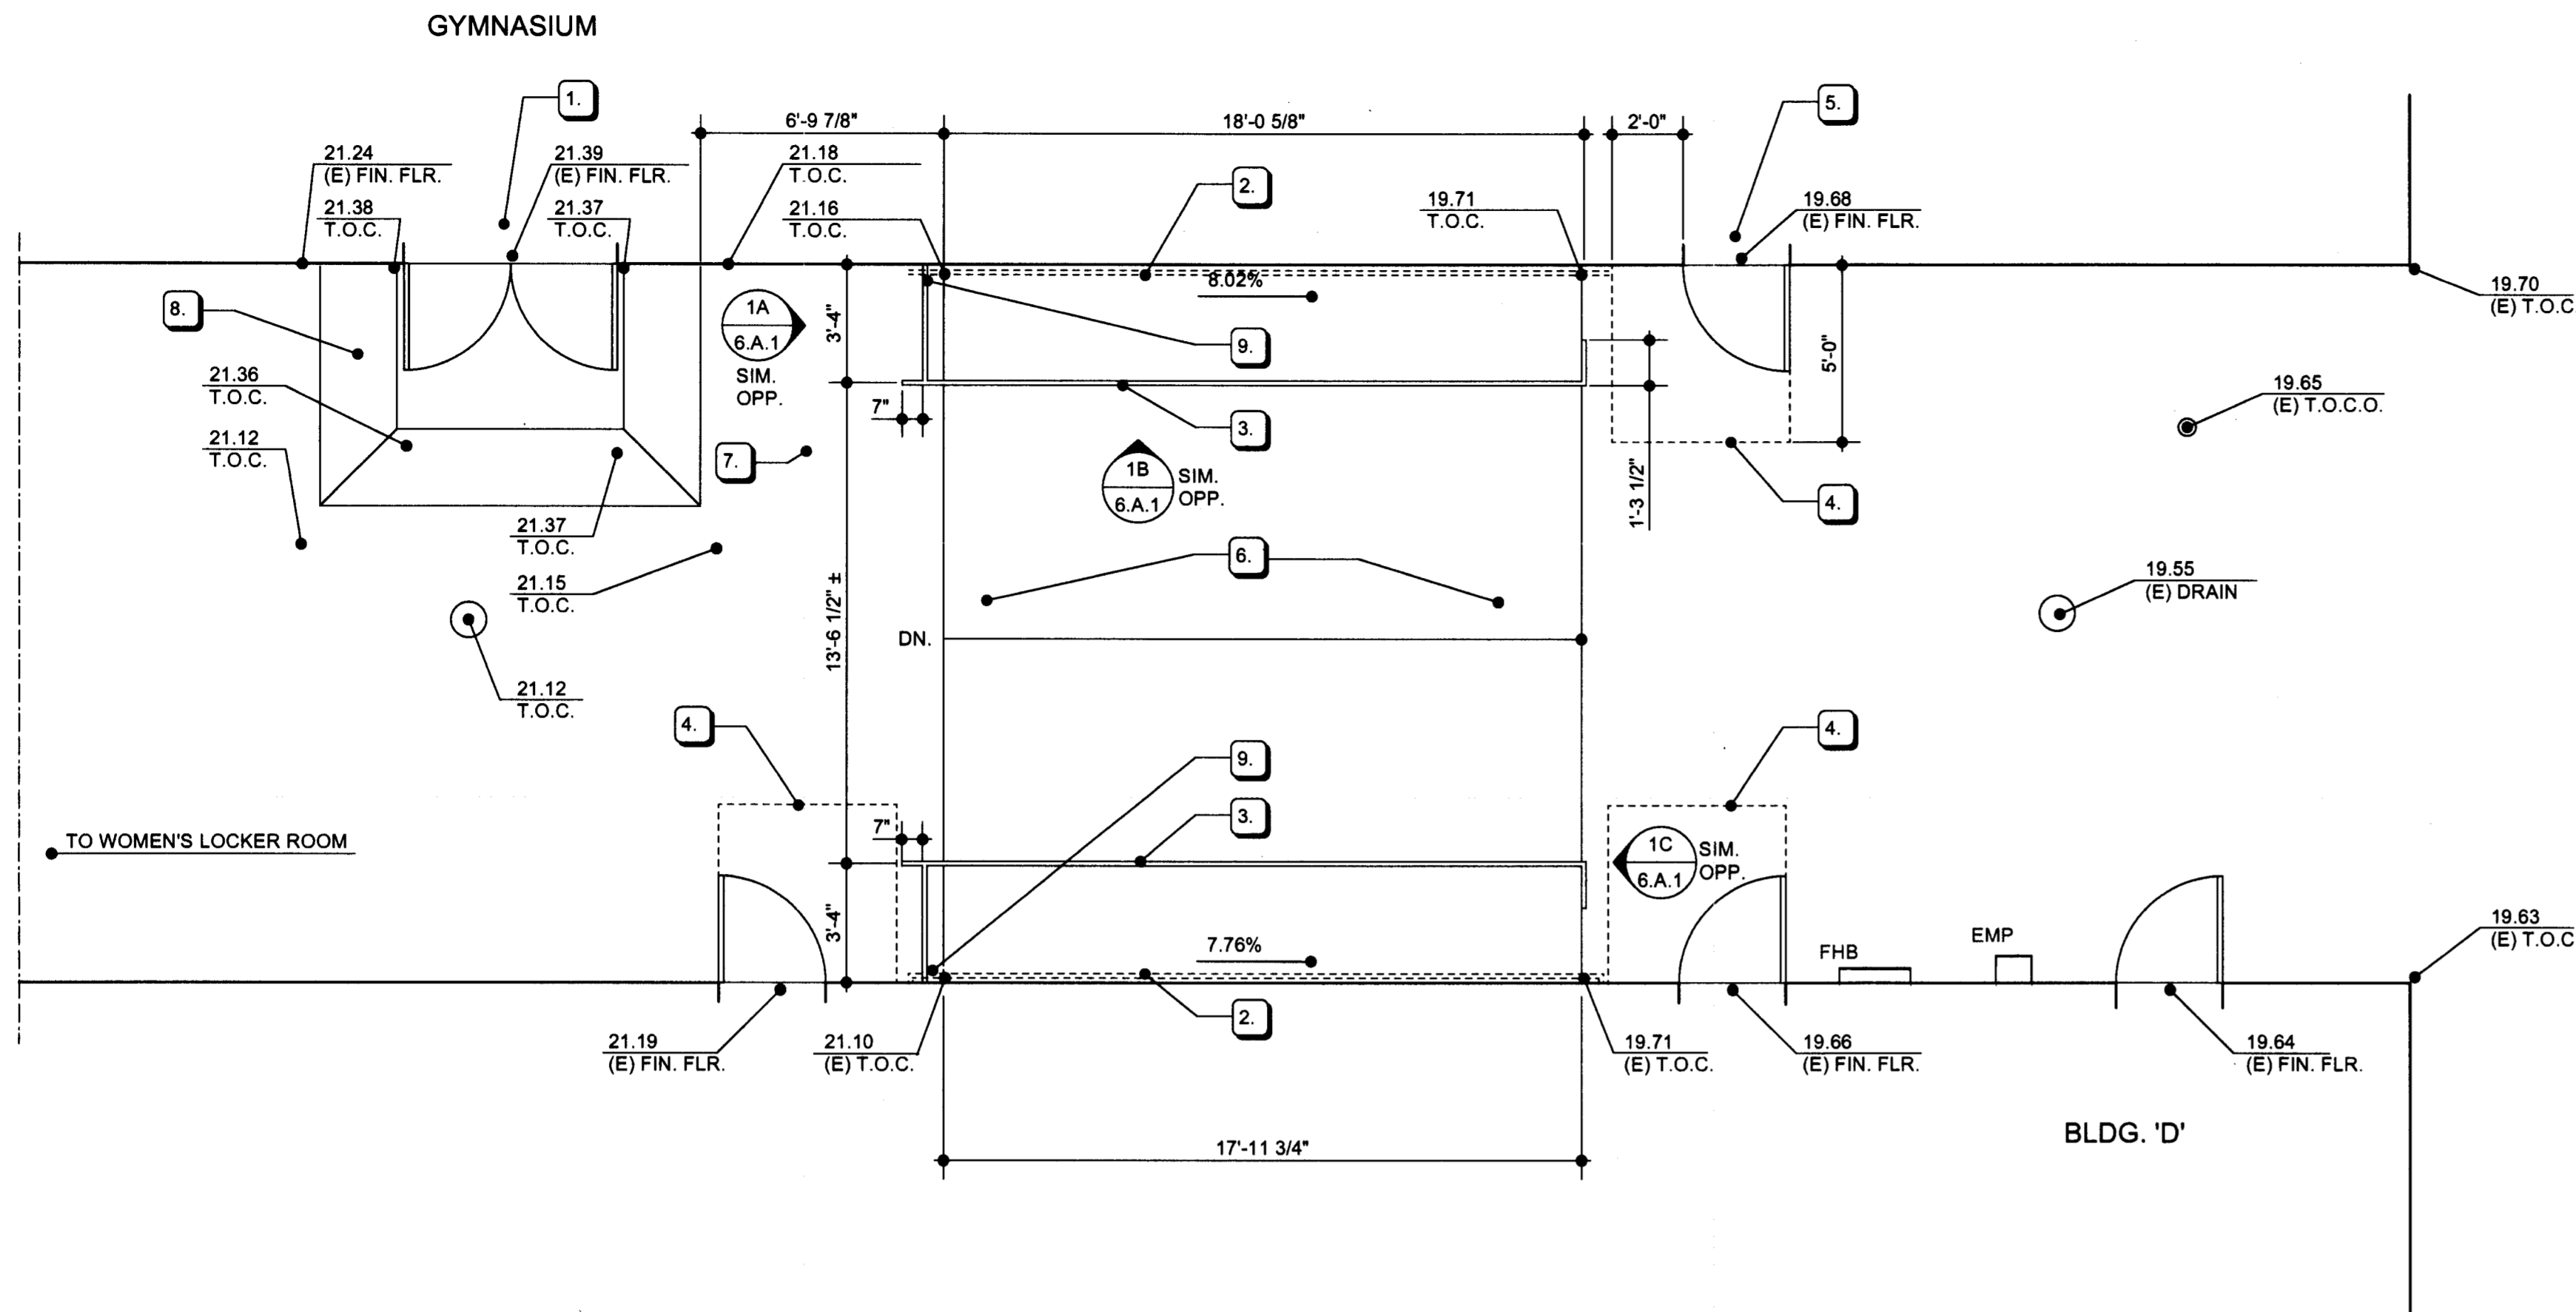 GYMNASIUM
1.
5.
6'-9 7/8"
18'-0 5/8"
2'-0"
21.24
(E) FIN. FLR.
21.39
(E) FIN. FLR.
21.18
T.O.C.
2.
21.38
T.O.C.
21.37
T.O.C.
21.16
T.O.C.
19.71
T.O.C.
19.68
(E) FIN. FLR.
8.02%
19.70
(E) T.O.C
8.
1A
6.A.1
SIM.
OPP.
3'-4"
9.
5'-0"
21.36
T.O.C.
19.65
(E) T.O.C.O.
7"
3.
21.12
T.O.C.
7.
1B
6.A.1
SIM.
OPP.
1'-3 1/2"
4.
21.37
T.O.C.
6.
21.15
T.O.C.
19.55
(E) DRAIN
13'-6 1/2" ±
DN.
21.12
T.O.C.
4.
4.
9.
7"
3.
TO WOMEN'S LOCKER ROOM
1C
6.A.1
SIM.
OPP.
3'-4"
7.76%
FHB
EMP
19.63
(E) T.O.C
2.
21.19
(E) FIN. FLR.
21.10
(E) T.O.C.
19.71
(E) T.O.C.
19.66
(E) FIN. FLR.
19.64
(E) FIN. FLR.
BLDG. 'D'
17'-11 3/4"